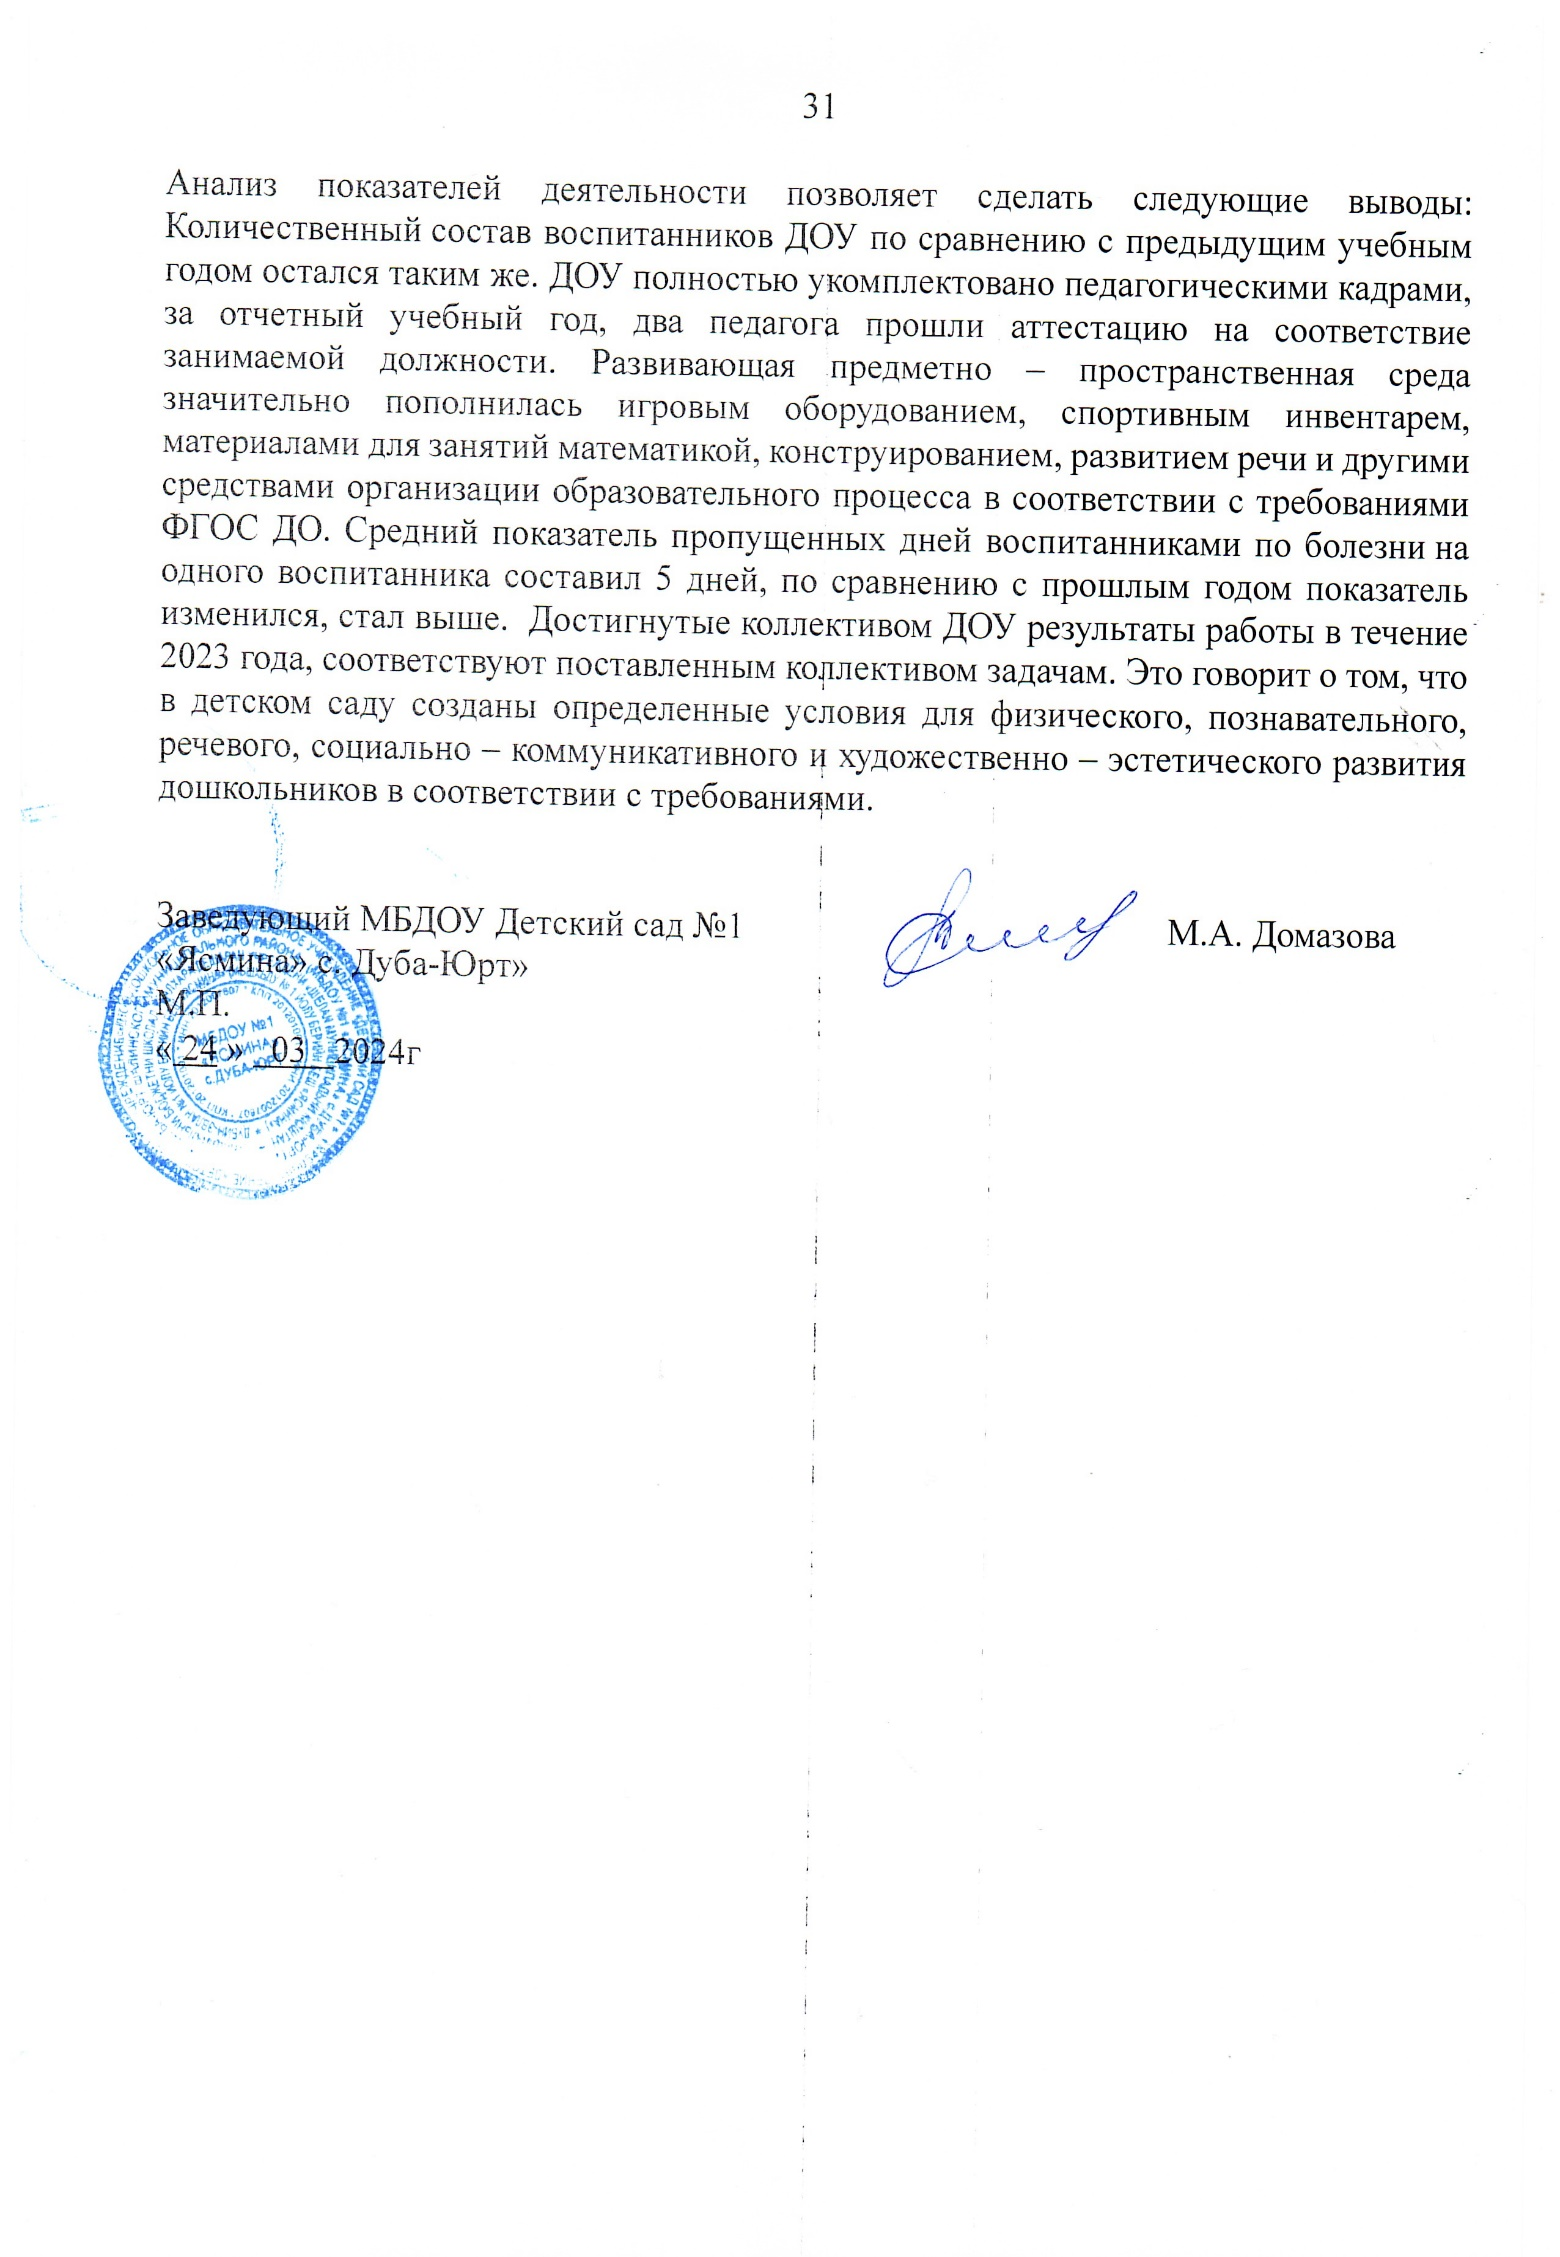 31
Анализ показателей деятельности позволяет сделать следующие выводы:
Количественный состав воспитанников ДОУ по сравнению с предыдущим учебным
годом остался таким же. ДОУ полностью укомплектовано педагогическими кадрами,
за отчетный учебный год, два педагога прошли аттестацию на соответствие
занимаемой должности. Развивающая предметно – пространственная среда
значительно пополнилась игровым оборудованием, спортивным инвентарем,
материалами для занятий математикой, конструированием, развитием речи и другими
средствами организации образовательного процесса в соответствии с требованиями
ФГОС ДО. Средний показатель пропущенных дней воспитанниками по болезни на
одного воспитанника составил 5 дней, по сравнению с прошлым годом показатель
изменился, стал выше. Достигнутые коллективом ДОУ результаты работы в течение
2023 года, соответствуют поставленным коллективом задачам. Это говорит о том, что
в детском саду созданы определенные условия для физического, познавательного,
речевого, социально – коммуникативного и художественно – эстетического развития
дошкольников в соответствии с требованиями.
Заведующий МБДОУ Детский сад №1 М.А. Домазова
«Ясмина» с. Дуба-Юрт»
М.П.
« 24 » 03 2024г
МБДОУ №1
«ЯСМИНА»
с.ДУБА-ЮРТ